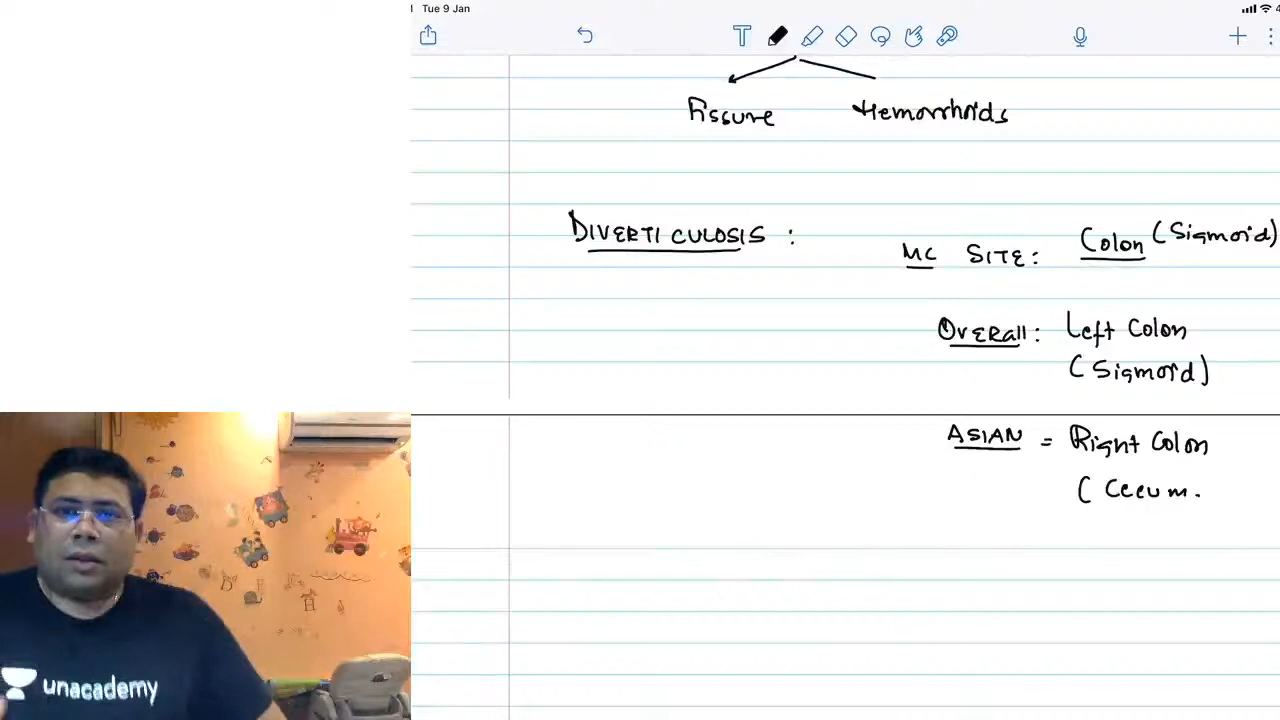 Tue 9 Jan
Fissure Hemorrhoids
DIVERTICULOSIS :
MC SITE: Colon (Sigmoid)
OVERAll: Left Colon
(Sigmoid)
ASIAN = Right Colon
( Cecum.
unacademy